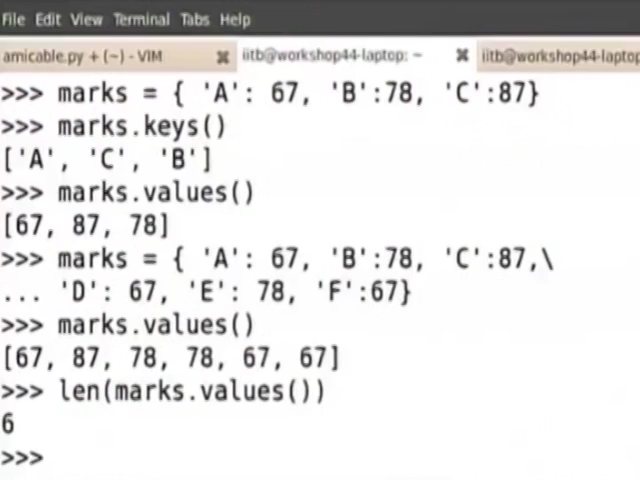 File Edit View Terminal Tabs Help
amicable.py + (~) - VIM iitb@workshop44-laptop: ~ iitb@workshop44-laptop
>>> marks = { 'A': 67, 'B':78, 'C':87}
>>> marks.keys()
['A', 'C', 'B']
>>> marks.values()
[67, 87, 78]
>>> marks = { 'A': 67, 'B':78, 'C':87,\
... 'D': 67, 'E': 78, 'F':67}
>>> marks.values()
[67, 87, 78, 78, 67, 67]
>>> len(marks.values())
6
>>>